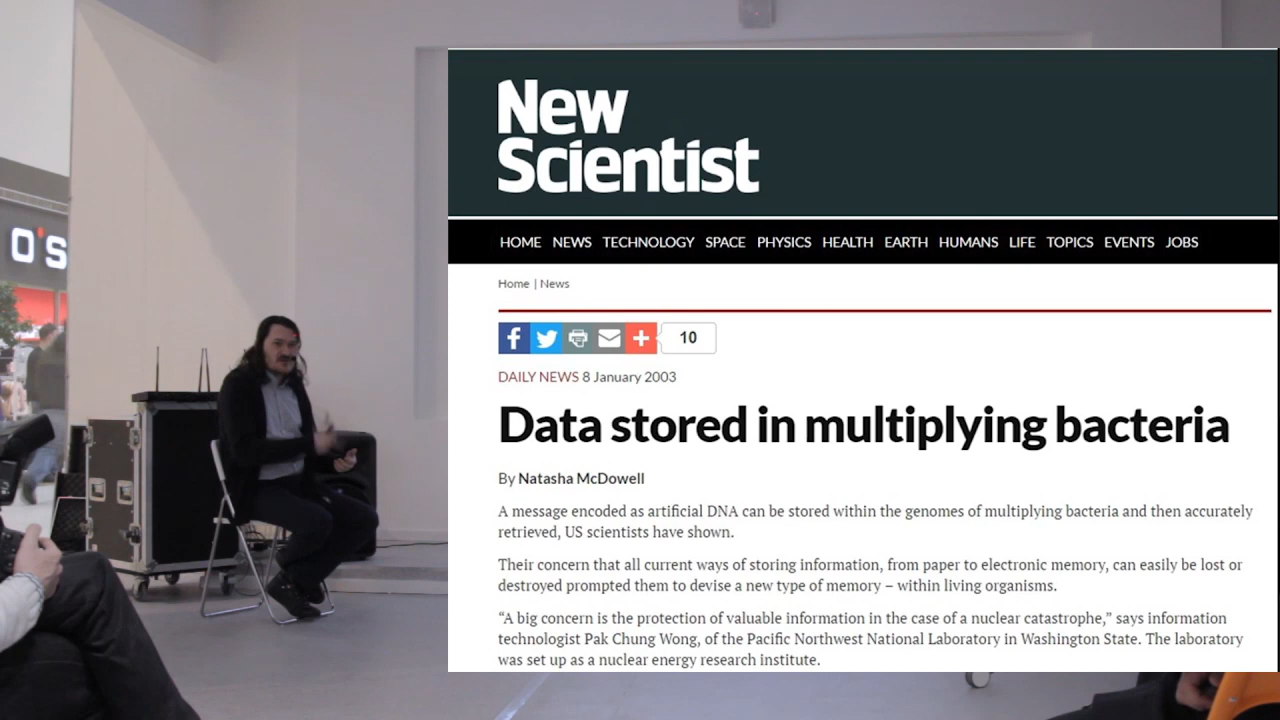 O'S
New
Scientist
HOME NEWS TECHNOLOGY SPACE PHYSICS HEALTH EARTH HUMANS LIFE TOPICS EVENTS JOBS
Home | News
10
DAILY NEWS 8 January 2003
Data stored in multiplying bacteria
By Natasha McDowell
A message encoded as artificial DNA can be stored within the genomes of multiplying bacteria and then accurately
retrieved, US scientists have shown.
Their concern that all current ways of storing information, from paper to electronic memory, can easily be lost or
destroyed prompted them to devise a new type of memory – within living organisms.
“A big concern is the protection of valuable information in the case of a nuclear catastrophe,” says information
technologist Pak Chung Wong, of the Pacific Northwest National Laboratory in Washington State. The laboratory
was set up as a nuclear energy research institute.